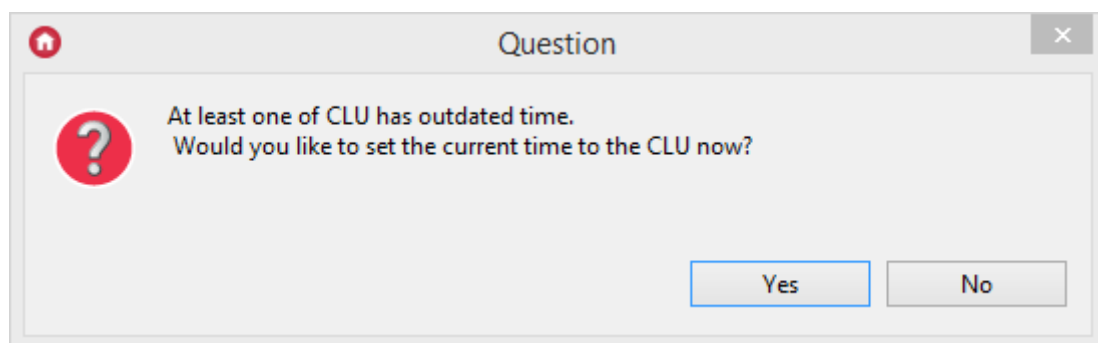 Question
At least one of CLU has outdated time.
Would you like to set the current time to the CLU now?
Yes
No